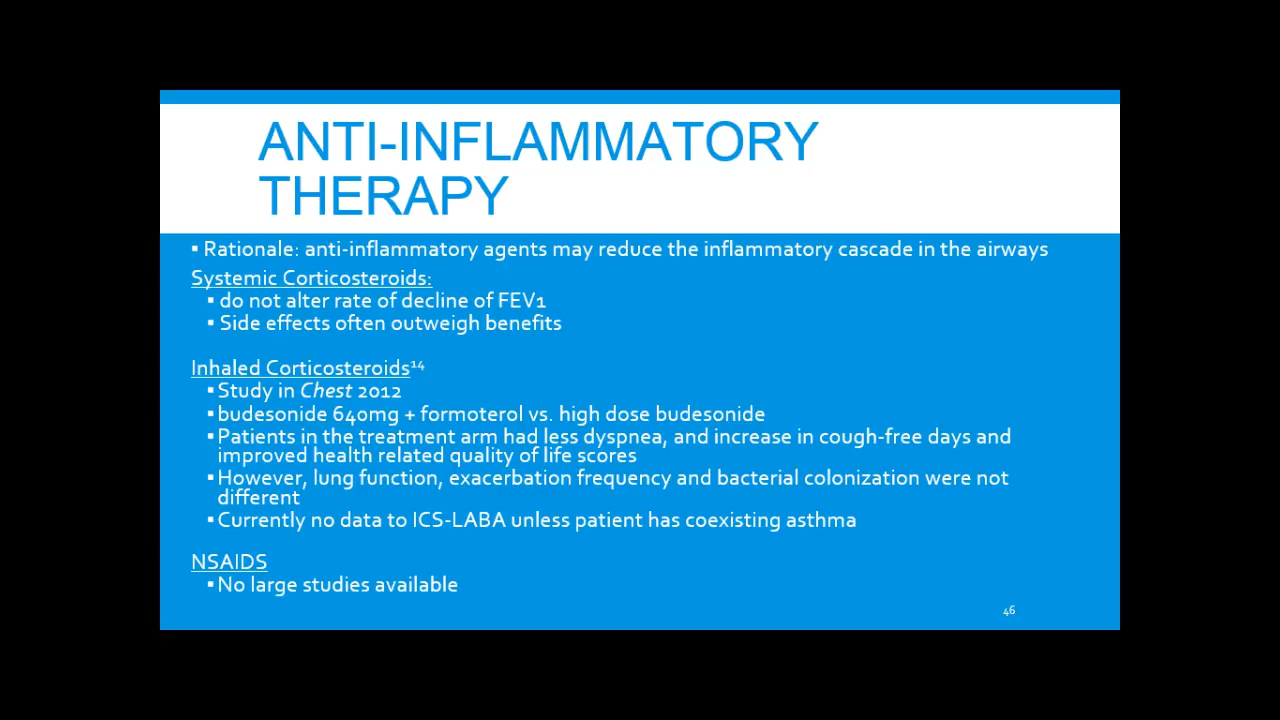 ANTI-INFLAMMATORY
THERAPY
▪ Rationale: anti-inflammatory agents may reduce the inflammatory cascade in the airways
Systemic Corticosteroids:
▪ do not alter rate of decline of FEV1
▪ Side effects often outweigh benefits
Inhaled Corticosteroids¹⁴
▪ Study in Chest 2012
▪ budesonide 640mg + formoterol vs. high dose budesonide
▪ Patients in the treatment arm had less dyspnea, and increase in cough-free days and
improved health related quality of life scores
▪ However, lung function, exacerbation frequency and bacterial colonization were not
different
▪ Currently no data to ICS-LABA unless patient has coexisting asthma
NSAIDS
▪ No large studies available
46